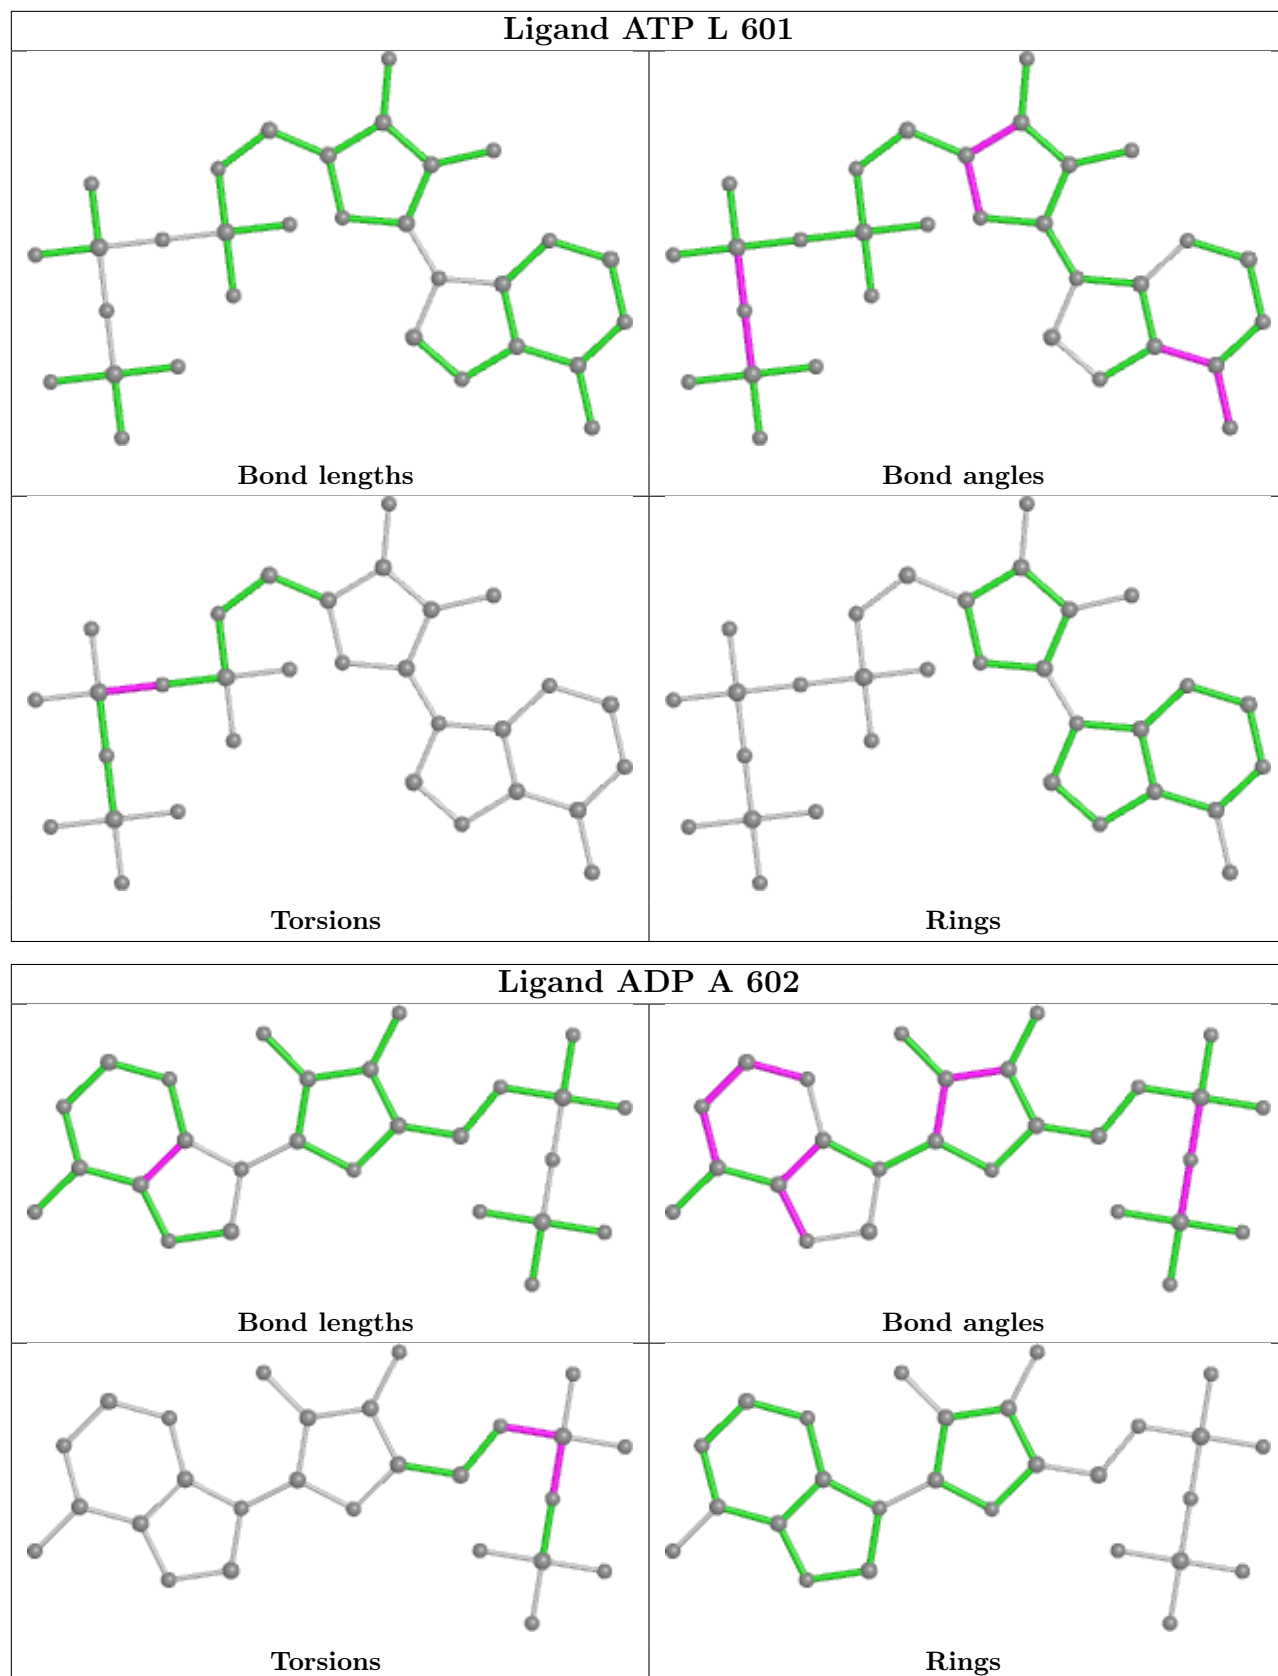 Ligand ATP L 601
Bond lengths
Bond angles
Torsions
Rings
Ligand ADP A 602
Bond lengths
Bond angles
Torsions
Rings